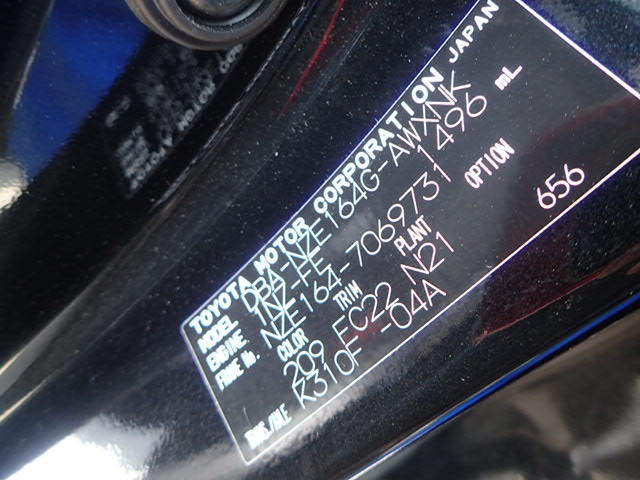 TOYOTA MOTOR CORPORATION JAPAN
MODEL DBA-NZE164G-AWXNK
ENGINE 1NZ-FE 1496 mL
FRAME No. NZE164-7069731
COLOR TRIM PLANT OPTION
209 FC22 N21 656
TRANS/AXLE K310F -04A